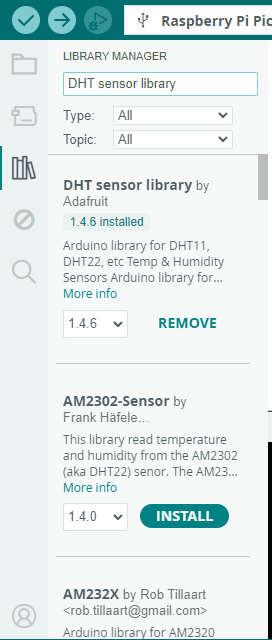 Raspberry Pi Pic
LIBRARY MANAGER
DHT sensor library
Type: All
Topic: All
DHT sensor library by
Adafruit
1.4.6 installed
Arduino library for DHT11,
DHT22, etc Temp & Humidity
Sensors Arduino library for...
More info
1.4.6 REMOVE
AM2302-Sensor by
Frank Häfele...
This library read temperature
and humidity from the AM2302
(aka DHT22) senor. The AM23...
More info
1.4.0 INSTALL
AM232X by Rob Tillaart
<rob.tillaart@gmail.com>
Arduino library for AM2320